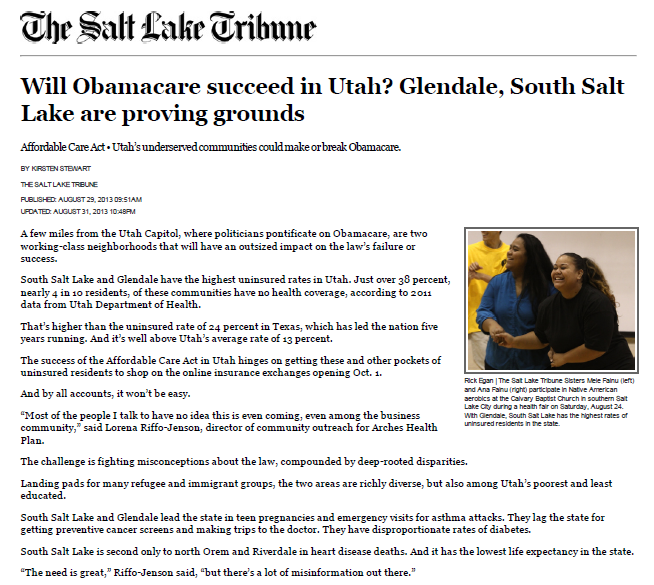 The Salt Lake Tribune
Will Obamacare succeed in Utah? Glendale, South Salt
Lake are proving grounds
Affordable Care Act • Utah's underserved communities could make or break Obamacare.
BY KIRSTEN STEWART
THE SALT LAKE TRIBUNE
PUBLISHED: AUGUST 29, 2013 09:51AM
UPDATED: AUGUST 31, 2013 10:48PM
A few miles from the Utah Capitol, where politicians pontificate on Obamacare, are two
working-class neighborhoods that will have an outsized impact on the law's failure or
success.
South Salt Lake and Glendale have the highest uninsured rates in Utah. Just over 38 percent,
nearly 4 in 10 residents, of these communities have no health coverage, according to 2011
data from Utah Department of Health.
That's higher than the uninsured rate of 24 percent in Texas, which has led the nation five
years running. And it's well above Utah's average rate of 13 percent.
The success of the Affordable Care Act in Utah hinges on getting these and other pockets of
uninsured residents to shop on the online insurance exchanges opening Oct. 1.
And by all accounts, it won't be easy.
"Most of the people I talk to have no idea this is even coming, even among the business
community," said Lorena Riffo-Jenson, director of community outreach for Arches Health
Plan.
Rick Egan | The Salt Lake Tribune Sisters Mele Fainu (left)
and Ana Fainu (right) participate in Native American
aerobics at the Calvary Baptist Church in southern Salt
Lake City during a health fair on Saturday, August 24.
With Glendale, South Salt Lake has the highest rates of
uninsured residents in the state.
The challenge is fighting misconceptions about the law, compounded by deep-rooted disparities.
Landing pads for many refugee and immigrant groups, the two areas are richly diverse, but also among Utah's poorest and least
educated.
South Salt Lake and Glendale lead the state in teen pregnancies and emergency visits for asthma attacks. They lag the state for
getting preventive cancer screens and making trips to the doctor. They have disproportionate rates of diabetes.
South Salt Lake is second only to north Orem and Riverdale in heart disease deaths. And it has the lowest life expectancy in the state.
"The need is great," Riffo-Jenson said, "but there's a lot of misinformation out there."